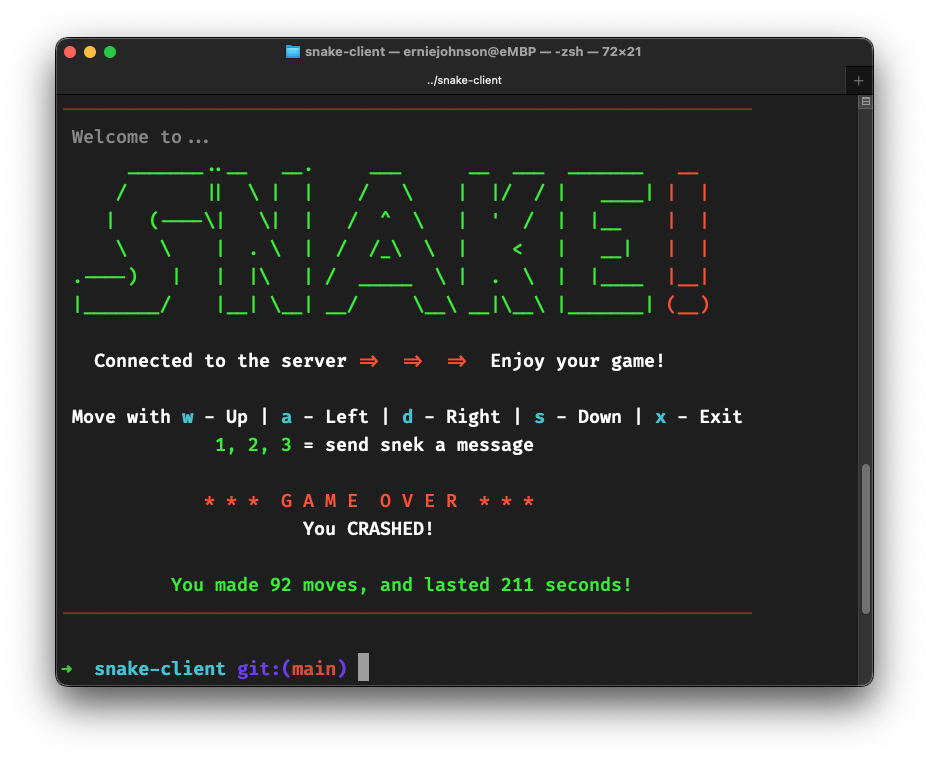 snake-client — erniejohnson@eMBP — -zsh — 72×21
../snake-client
Welcome to...
SNAKE!
Connected to the server => => => Enjoy your game!
Move with w - Up | a - Left | d - Right | s - Down | x - Exit
1, 2, 3 = send snek a message
* * * G A M E O V E R * * *
You CRASHED!
You made 92 moves, and lasted 211 seconds!
➜ snake-client git:(main)